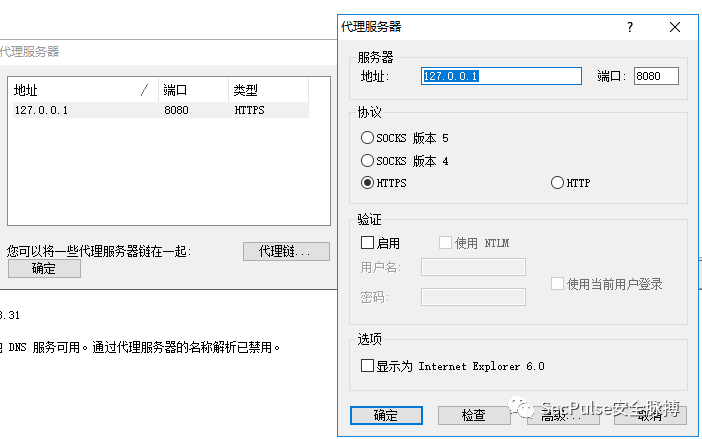 代理服务器
地址
端口
类型
127.0.0.1 8080 HTTPS
您可以将一些代理服务器链在一起:
代理链...
确定
.31
DNS 服务可用。通过代理服务器的名称解析已禁用。
代理服务器
服务器
地址: 127.0.0.1 端口: 8080
协议
SOCKS 版本 5
SOCKS 版本 4
HTTPS HTTP
验证
启用 使用 NTLM
用户名:
密码:
使用当前用户登录
选项
显示为 Internet Explorer 6.0
确定 检查 高级... 取消
SecPulse安全脉搏